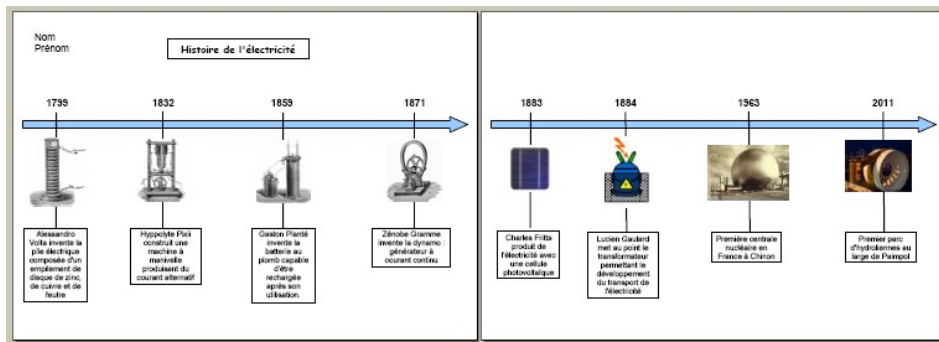 Nom
Prénom
Histoire de l'électricité
1799
1832
1859
1871
1883
1884
1963
2011
Alessandro
Volta invente la
pile électrique
composée d'un
empilement de
disque de zinc,
de cuivre et de
feutre
Hyppolyte Pixii
construit une
machine à
manivelle
produisant du
courant alternatif
Gaston Planté
invente la
batterie au
plomb capable
d'être
rechargée
après son
utilisation.
Zénobe Gramme
invente la dynamo :
générateur à
courant continu
Charles Fritts
produit de
l'électricité avec
une cellule
photovoltaïque
Lucien Gaulard
met au point le
transformateur
permettant le
développement
du transport de
l'électricité
Première centrale
nucléaire en
France à Chinon
Premier parc
d'hydroliennes au
large de Paimpol